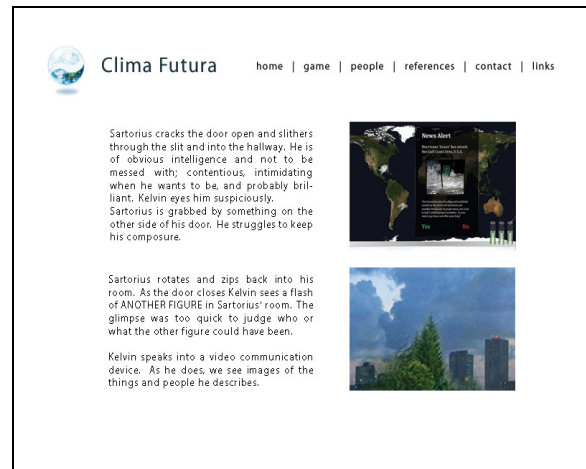 Clima Futura
home | game | people | references | contact | links
Sartorius cracks the door open and slithers
through the slit and into the hallway. He is
of obvious intelligence and not to be
messed with; contentious, intimidating
when he wants to be, and probably bril-
liant. Kelvin eyes him suspiciously.
Sartorius is grabbed by something on the
other side of his door. He struggles to keep
his composure.
News Alert
Yes No
Sartorius rotates and zips back into his
room. As the door closes Kelvin sees a flash
of ANOTHER FIGURE in Sartorius' room. The
glimpse was too quick to judge who or
what the other figure could have been.
Kelvin speaks into a video communication
device. As he does, we see images of the
things and people he describes.